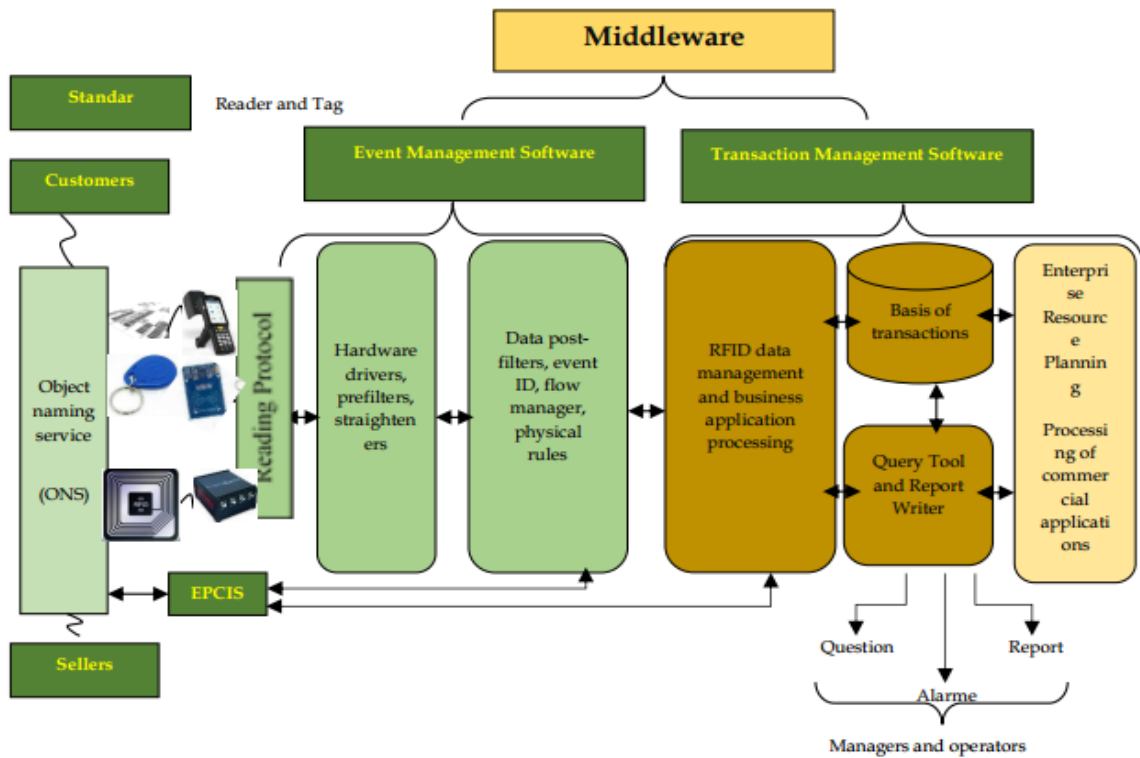 Middleware
Standar
Reader and Tag
Event Management Software
Transaction Management Software
Customers
Object
naming
service
(ONS)
Reading Protocol
Hardware
drivers,
prefilters,
straighten
ers
Data post-
filters, event
ID, flow
manager,
physical
rules
RFID data
management
and business
application
processing
Basis of
transactions
Query Tool
and Report
Writer
Enterpri
se
Resourc
e
Plannin
g
Processi
ng of
commer
cial
applicati
ons
RFID
EPCIS
Sellers
Question
Report
Alarme
Managers and operators